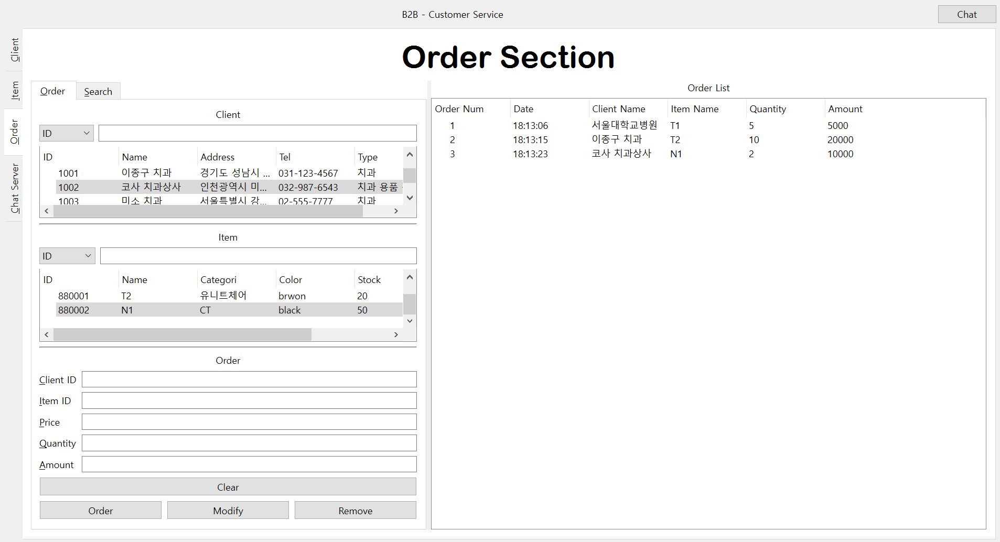 B2B - Customer Service
Chat
Client
Item
Order
Chat Server
Order Section
Order Search
Client
ID
ID Name Address Tel Type
1001 이종구 치과 경기도 성남시 ... 031-123-4567 치과
1002 코사 치과상사 인천광역시 미... 032-987-6543 치과 용품
1003 미소 치과 서울특별시 강... 02-555-7777 치과
Item
ID
ID Name Categori Color Stock
880001 T2 유니트체어 brwon 20
880002 N1 CT black 50
Order
Client ID
Item ID
Price
Quantity
Amount
Clear
Order Modify Remove
Order List
Order Num Date Client Name Item Name Quantity Amount
1 18:13:06 서울대학교병원 T1 5 5000
2 18:13:15 이종구 치과 T2 10 20000
3 18:13:23 코사 치과상사 N1 2 10000